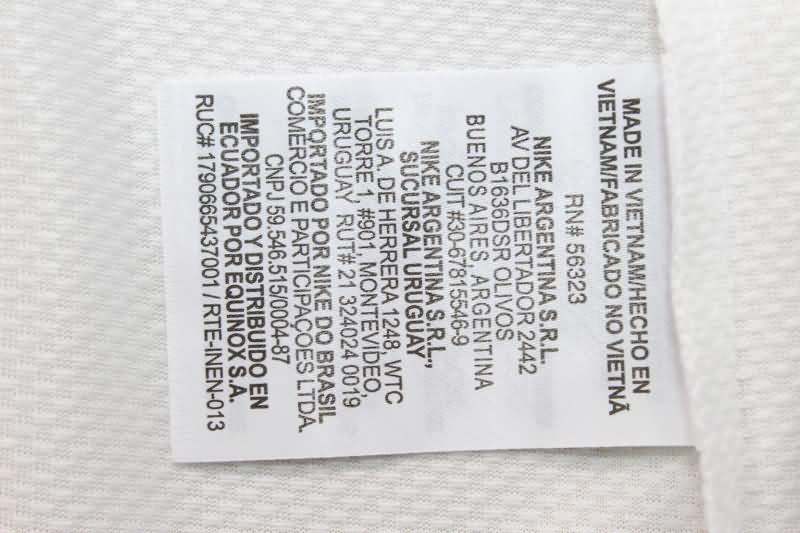 MADE IN VIETNAM/HECHO EN
VIETNAM/FABRICADO NO VIETNÃ
RN# 56323
NIKE ARGENTINA S.R.L.
AV DEL LIBERTADOR 2442
B1636DSR OLIVOS
BUENOS AIRES, ARGENTINA
CUIT #30-67815546-9
NIKE ARGENTINA S.R.L.,
SUCURSAL URUGUAY
LUIS A. DE HERRERA 1248, WTC
TORRE 1, #901, MONTEVIDEO,
URUGUAY RUT# 21 324024 0019
IMPORTADO POR NIKE DO BRASIL
COMÉRCIO E PARTICIPAÇOES LTDA.
CNPJ 59.546.515/0004-87
IMPORTADO Y DISTRIBUIDO EN
ECUADOR POR EQUINOX S.A.
RUC# 1790665437001 / RTE-INEN-013